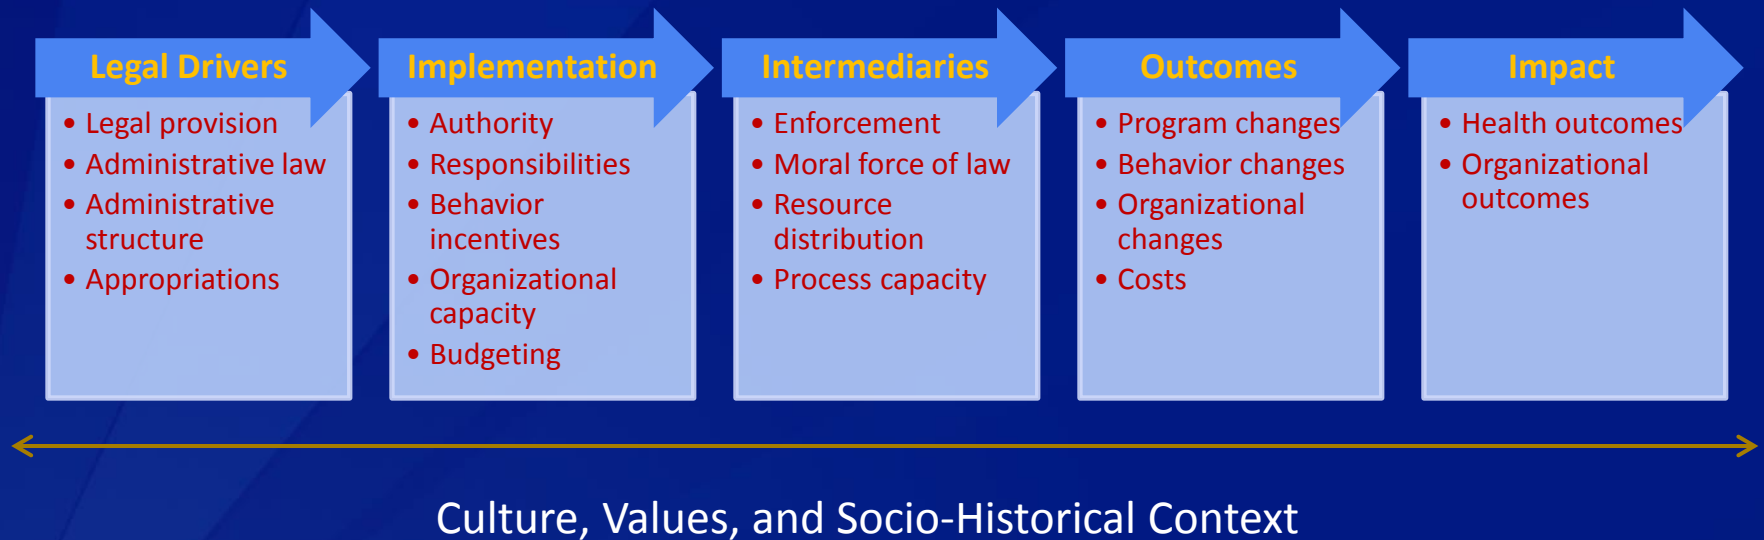 Legal Drivers
• Legal provision
• Administrative law
• Administrative
structure
• Appropriations
Implementation
• Authority
• Responsibilities
• Behavior
incentives
• Organizational
capacity
• Budgeting
Intermediaries
• Enforcement
• Moral force of law
• Resource
distribution
• Process capacity
Outcomes
• Program changes
• Behavior changes
• Organizational
changes
• Costs
Impact
• Health outcomes
• Organizational
outcomes
Culture, Values, and Socio-Historical Context